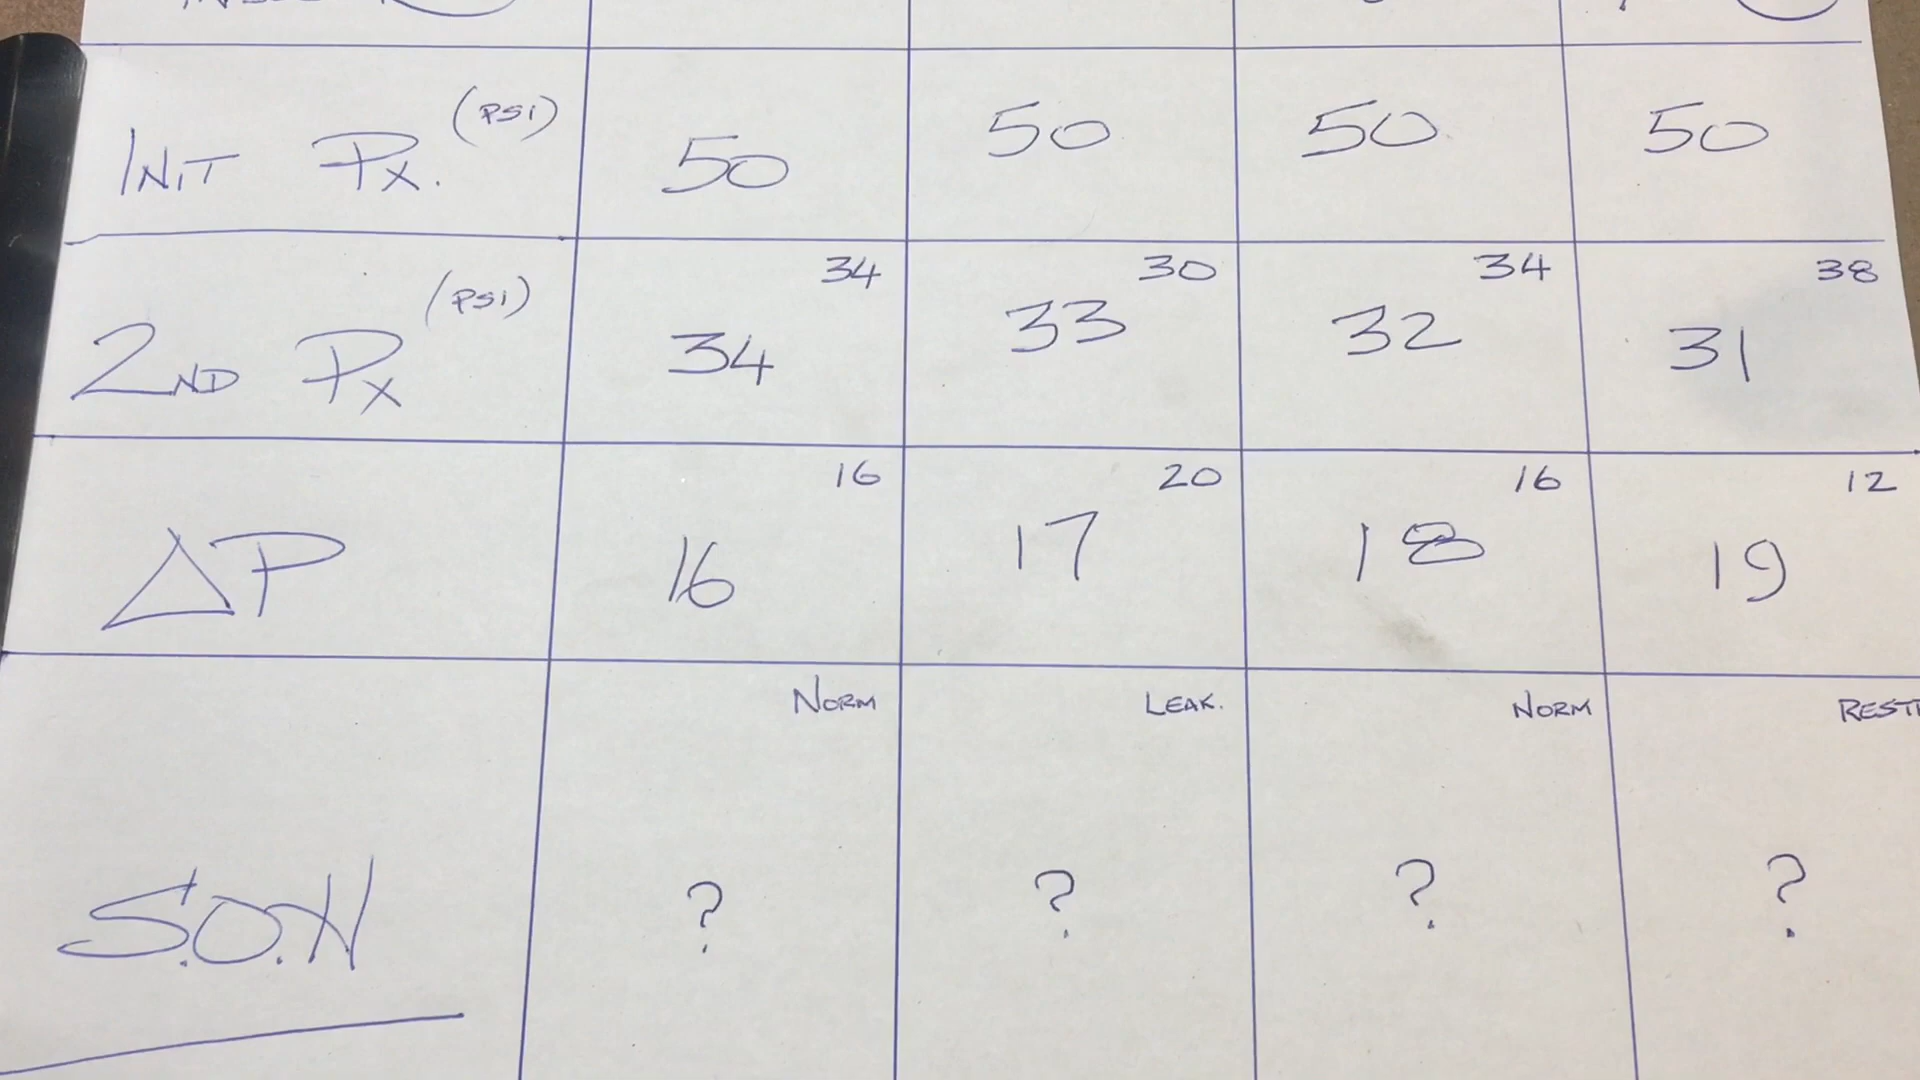 INIT Px. (PSI) 50 50 50 50
34 30 34 38
2ND Px (PSI) 34 33 32 31
16 20 16 12
ΔP 16 17 18 19
NORM LEAK. NORM
S.O.H ? ? ? ?